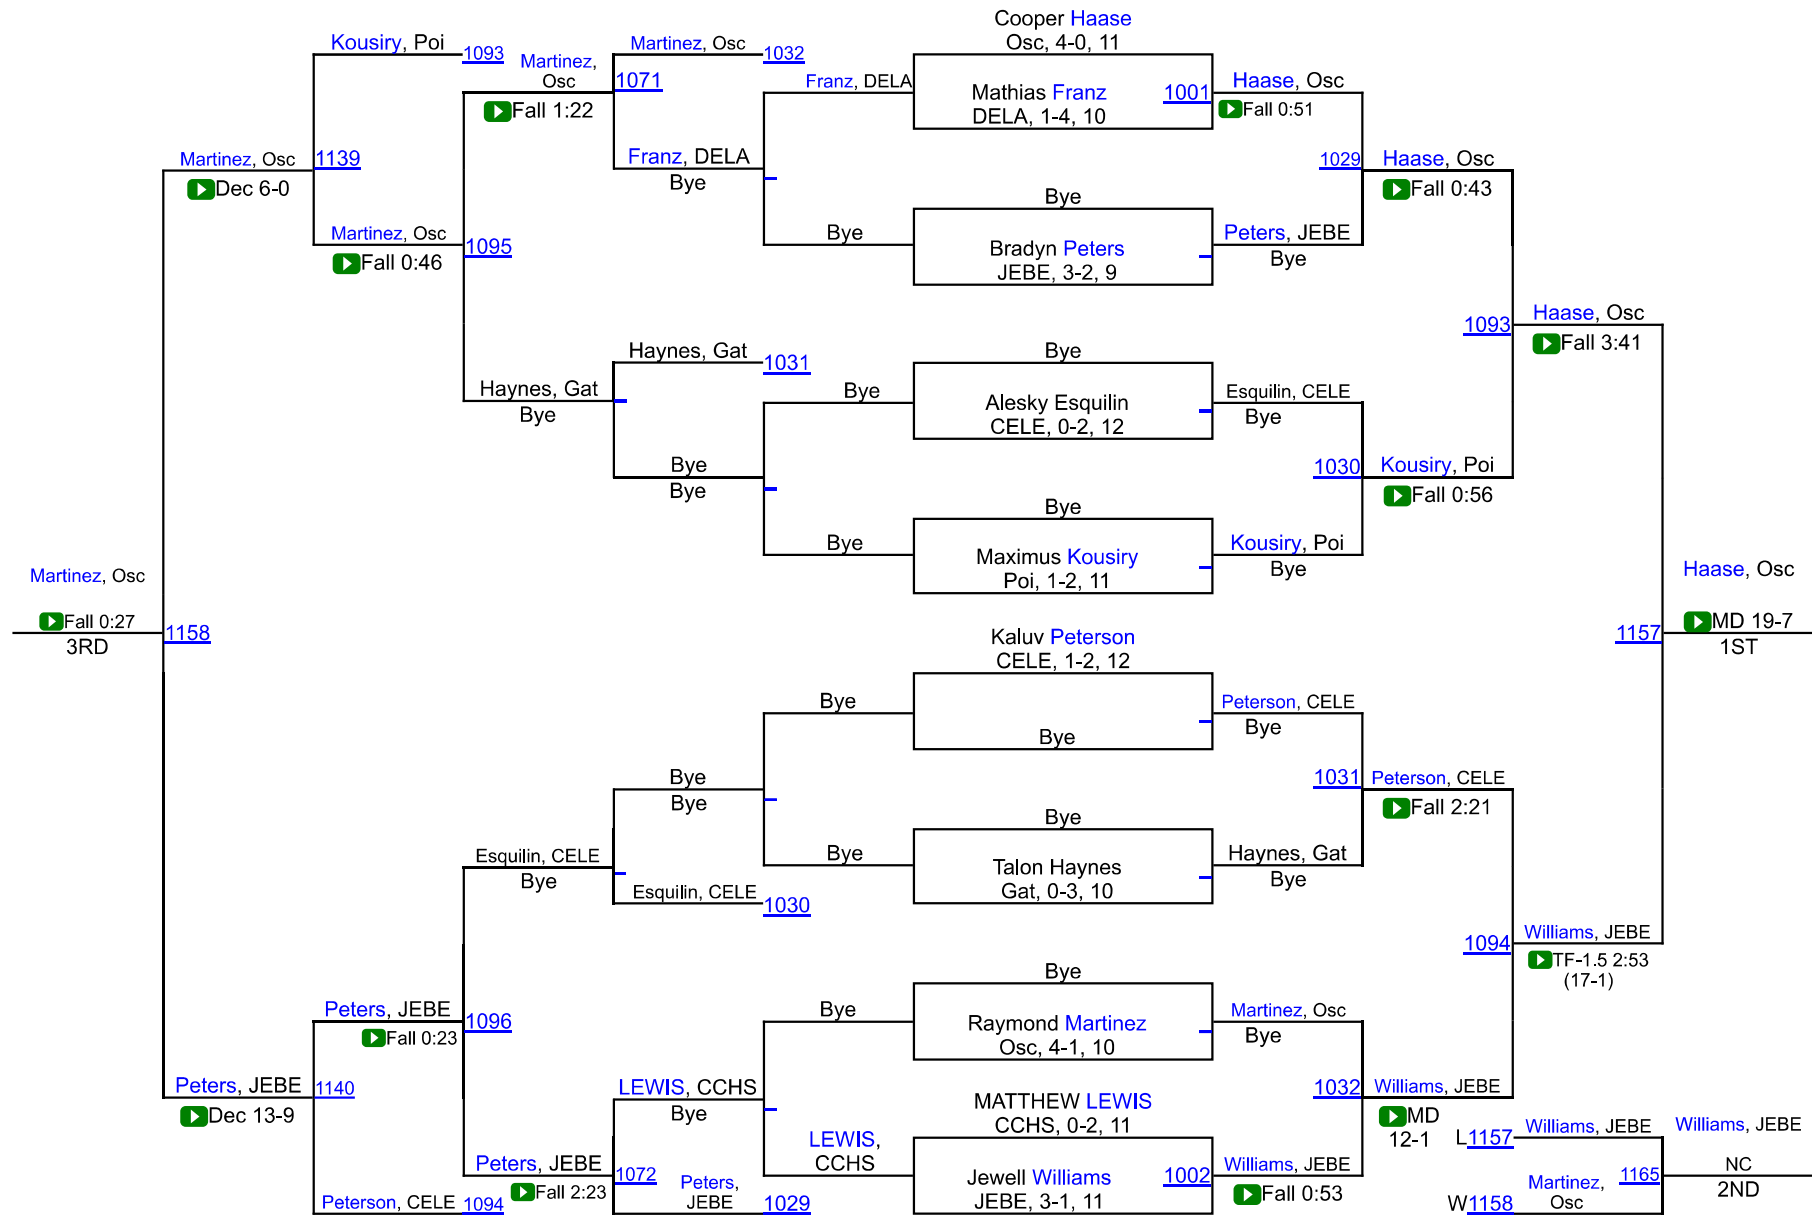 Cooper Haase
Osc, 4-0, 11
Kousiry, Poi
1093
Martinez,
Osc
Fall 1:22
1071
Martinez, Osc
1032
Franz, DELA
Mathias Franz
DELA, 1-4, 10
1001
Haase, Osc
Fall 0:51
Martinez, Osc
Dec 6-0
1139
Franz, DELA
Bye
1029
Haase, Osc
Fall 0:43
Bye
Martinez, Osc
Fall 0:46
1095
Bye
Bradyn Peters
JEBE, 3-2, 9
Peters, JEBE
Bye
1093
Haase, Osc
Fall 3:41
Haynes, Gat
1031
Bye
Haynes, Gat
Bye
Bye
Alesky Esquilin
CELE, 0-2, 12
Esquilin, CELE
Bye
Bye
Bye
1030
Kousiry, Poi
Fall 0:56
Bye
Bye
Maximus Kousiry
Poi, 1-2, 11
Kousiry, Poi
Bye
Martinez, Osc
Fall 0:27
3RD
1158
Haase, Osc
1157
MD 19-7
1ST
Kaluv Peterson
CELE, 1-2, 12
Bye
Bye
Peterson, CELE
Bye
Bye
Bye
1031
Peterson, CELE
Fall 2:21
Bye
Esquilin, CELE
Bye
Bye
Talon Haynes
Gat, 0-3, 10
Haynes, Gat
Bye
Esquilin, CELE
1030
1094
Williams, JEBE
TF-1.5 2:53
(17-1)
Bye
Peters, JEBE
Fall 0:23
1096
Bye
Raymond Martinez
Osc, 4-1, 10
Martinez, Osc
Bye
Peters, JEBE
Dec 13-9
1140
LEWIS, CCHS
Bye
MATTHEW LEWIS
CCHS, 0-2, 11
1032
Williams, JEBE
MD
12-1
LEWIS,
CCHS
Peters, JEBE
Fall 2:23
1072
Jewell Williams
JEBE, 3-1, 11
1002
Williams, JEBE
Fall 0:53
Peterson, CELE
1094
Peters,
JEBE
1029
L1157
Williams, JEBE
Williams, JEBE
W1158
Martinez,
Osc
1165
NC
2ND